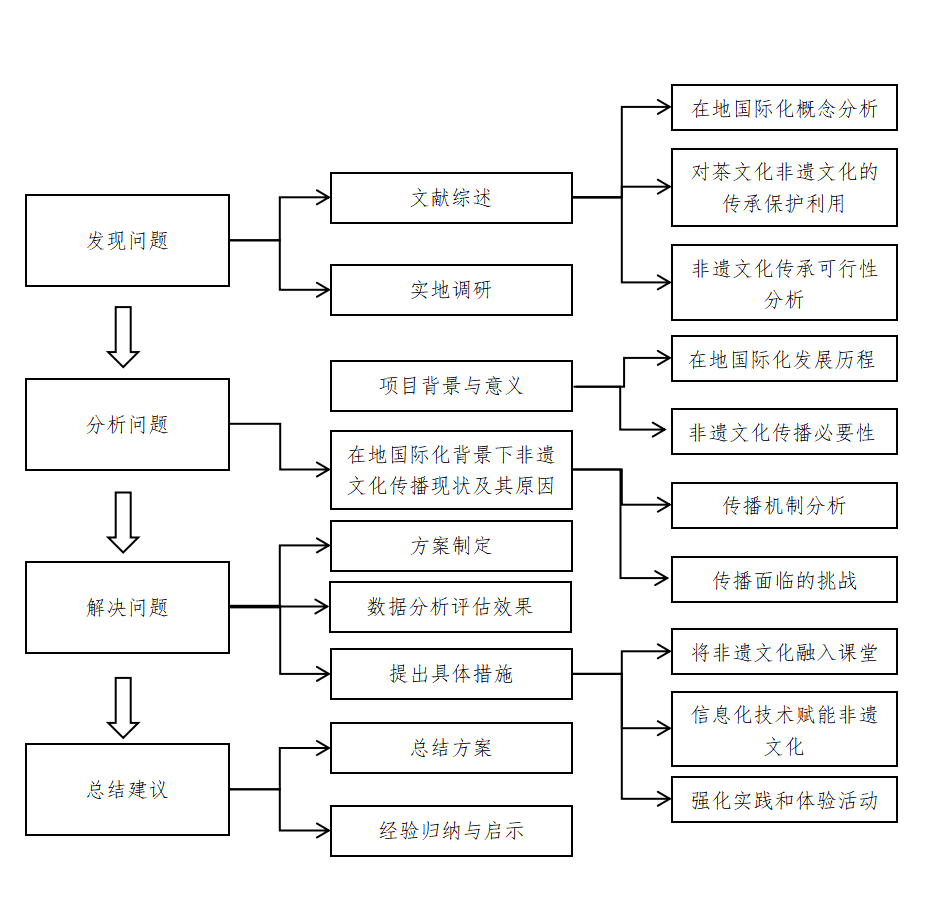 发现问题
文献综述
实地调研
在地国际化概念分析
对茶文化非遗文化的
传承保护利用
非遗文化传承可行性
分析
分析问题
项目背景与意义
在地国际化背景下非遗
文化传播现状及其原因
在地国际化发展历程
非遗文化传播必要性
传播机制分析
传播面临的挑战
解决问题
方案制定
数据分析评估效果
提出具体措施
将非遗文化融入课堂
信息化技术赋能非遗
文化
强化实践和体验活动
总结建议
总结方案
经验归纳与启示